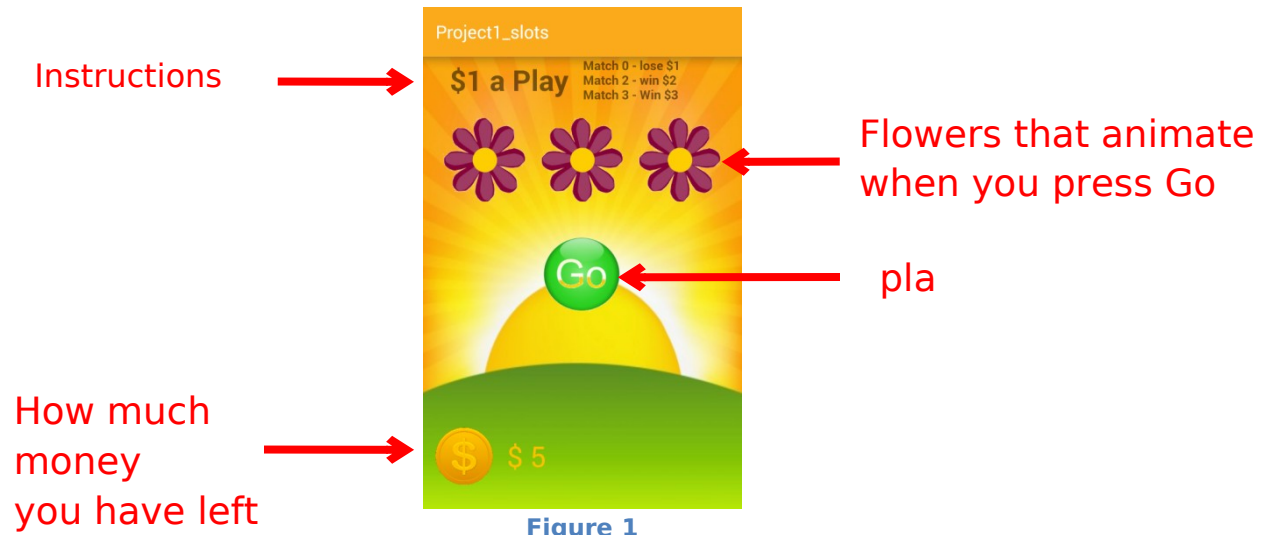 Project1_slots
Instructions
$1 a Play
Match 0 - lose $1
Match 2 - win $2
Match 3 - Win $3
Flowers that animate
when you press Go
Go
pla
How much
money
you have left
$
$ 5
Figure 1